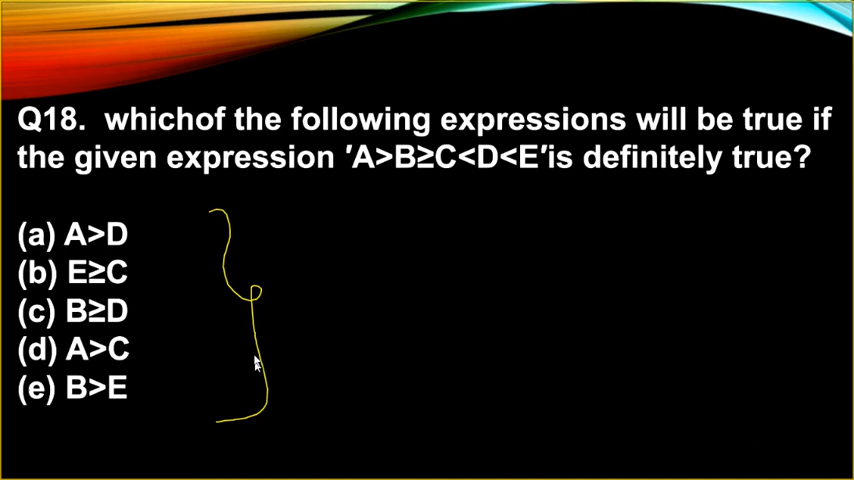 Q18.  whichof the following expressions will be true if
the given expression ′A>B≥C<D<E′is definitely true?
(a) A>D
(b) E≥C
(c) B≥D
(d) A>C
(e) B>E